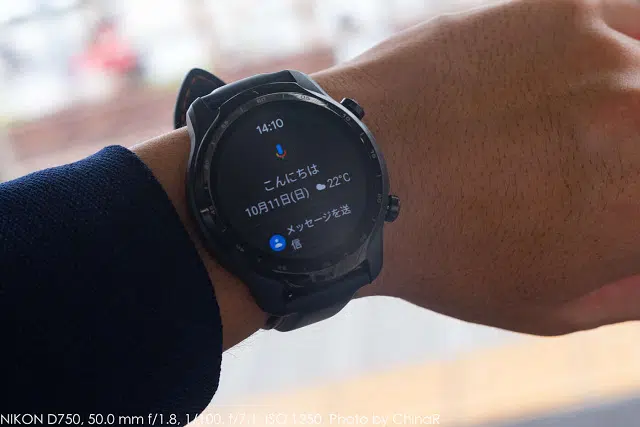 14:10
こんにちは
10月11日(日) 22°C
メッセージを送
信
NIKON D750, 50.0 mm f/1.8, 1/100, f/7.1, ISO 1350, Photo by ChinaR